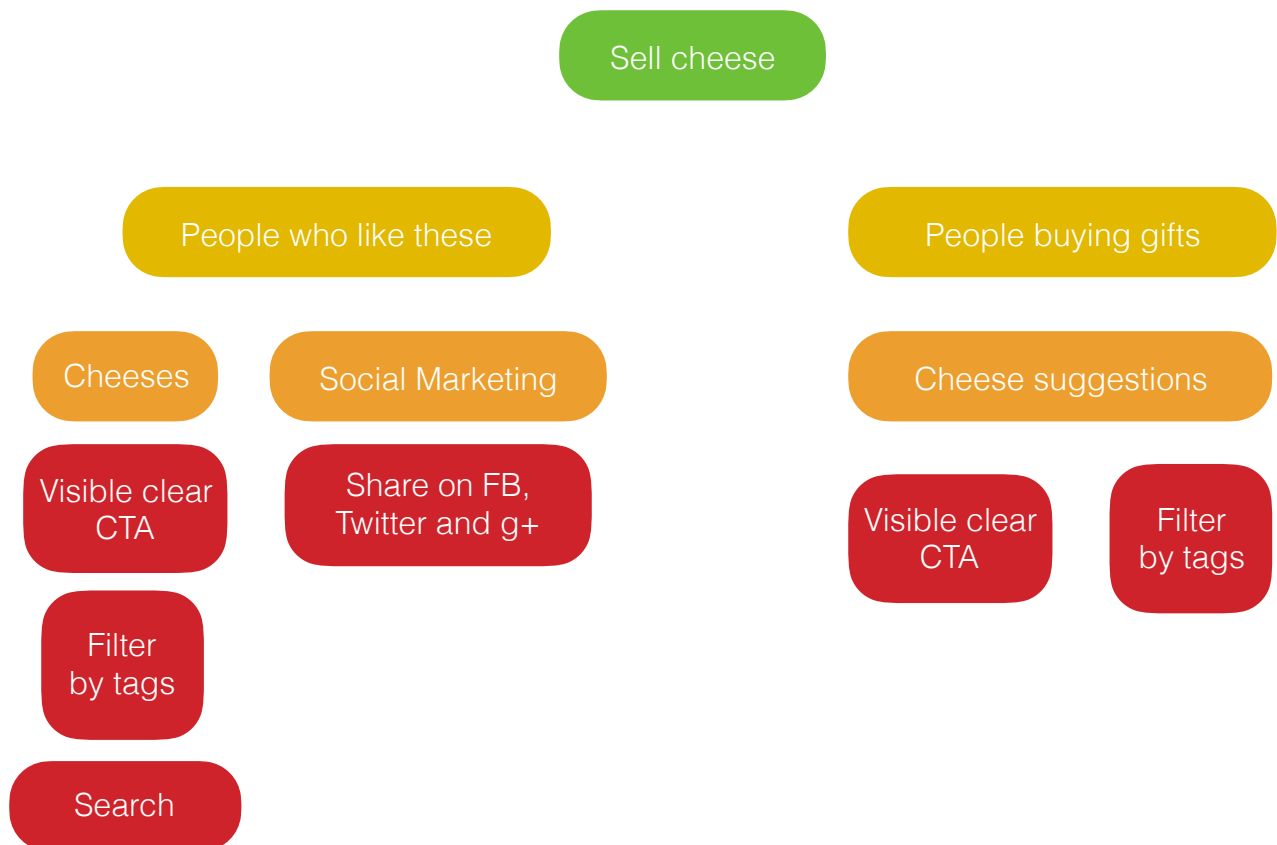 Sell cheese
People who like these
People buying gifts
Cheeses
Social Marketing
Cheese suggestions
Visible clear
CTA
Share on FB,
Twitter and g+
Visible clear
CTA
Filter
by tags
Filter
by tags
Search